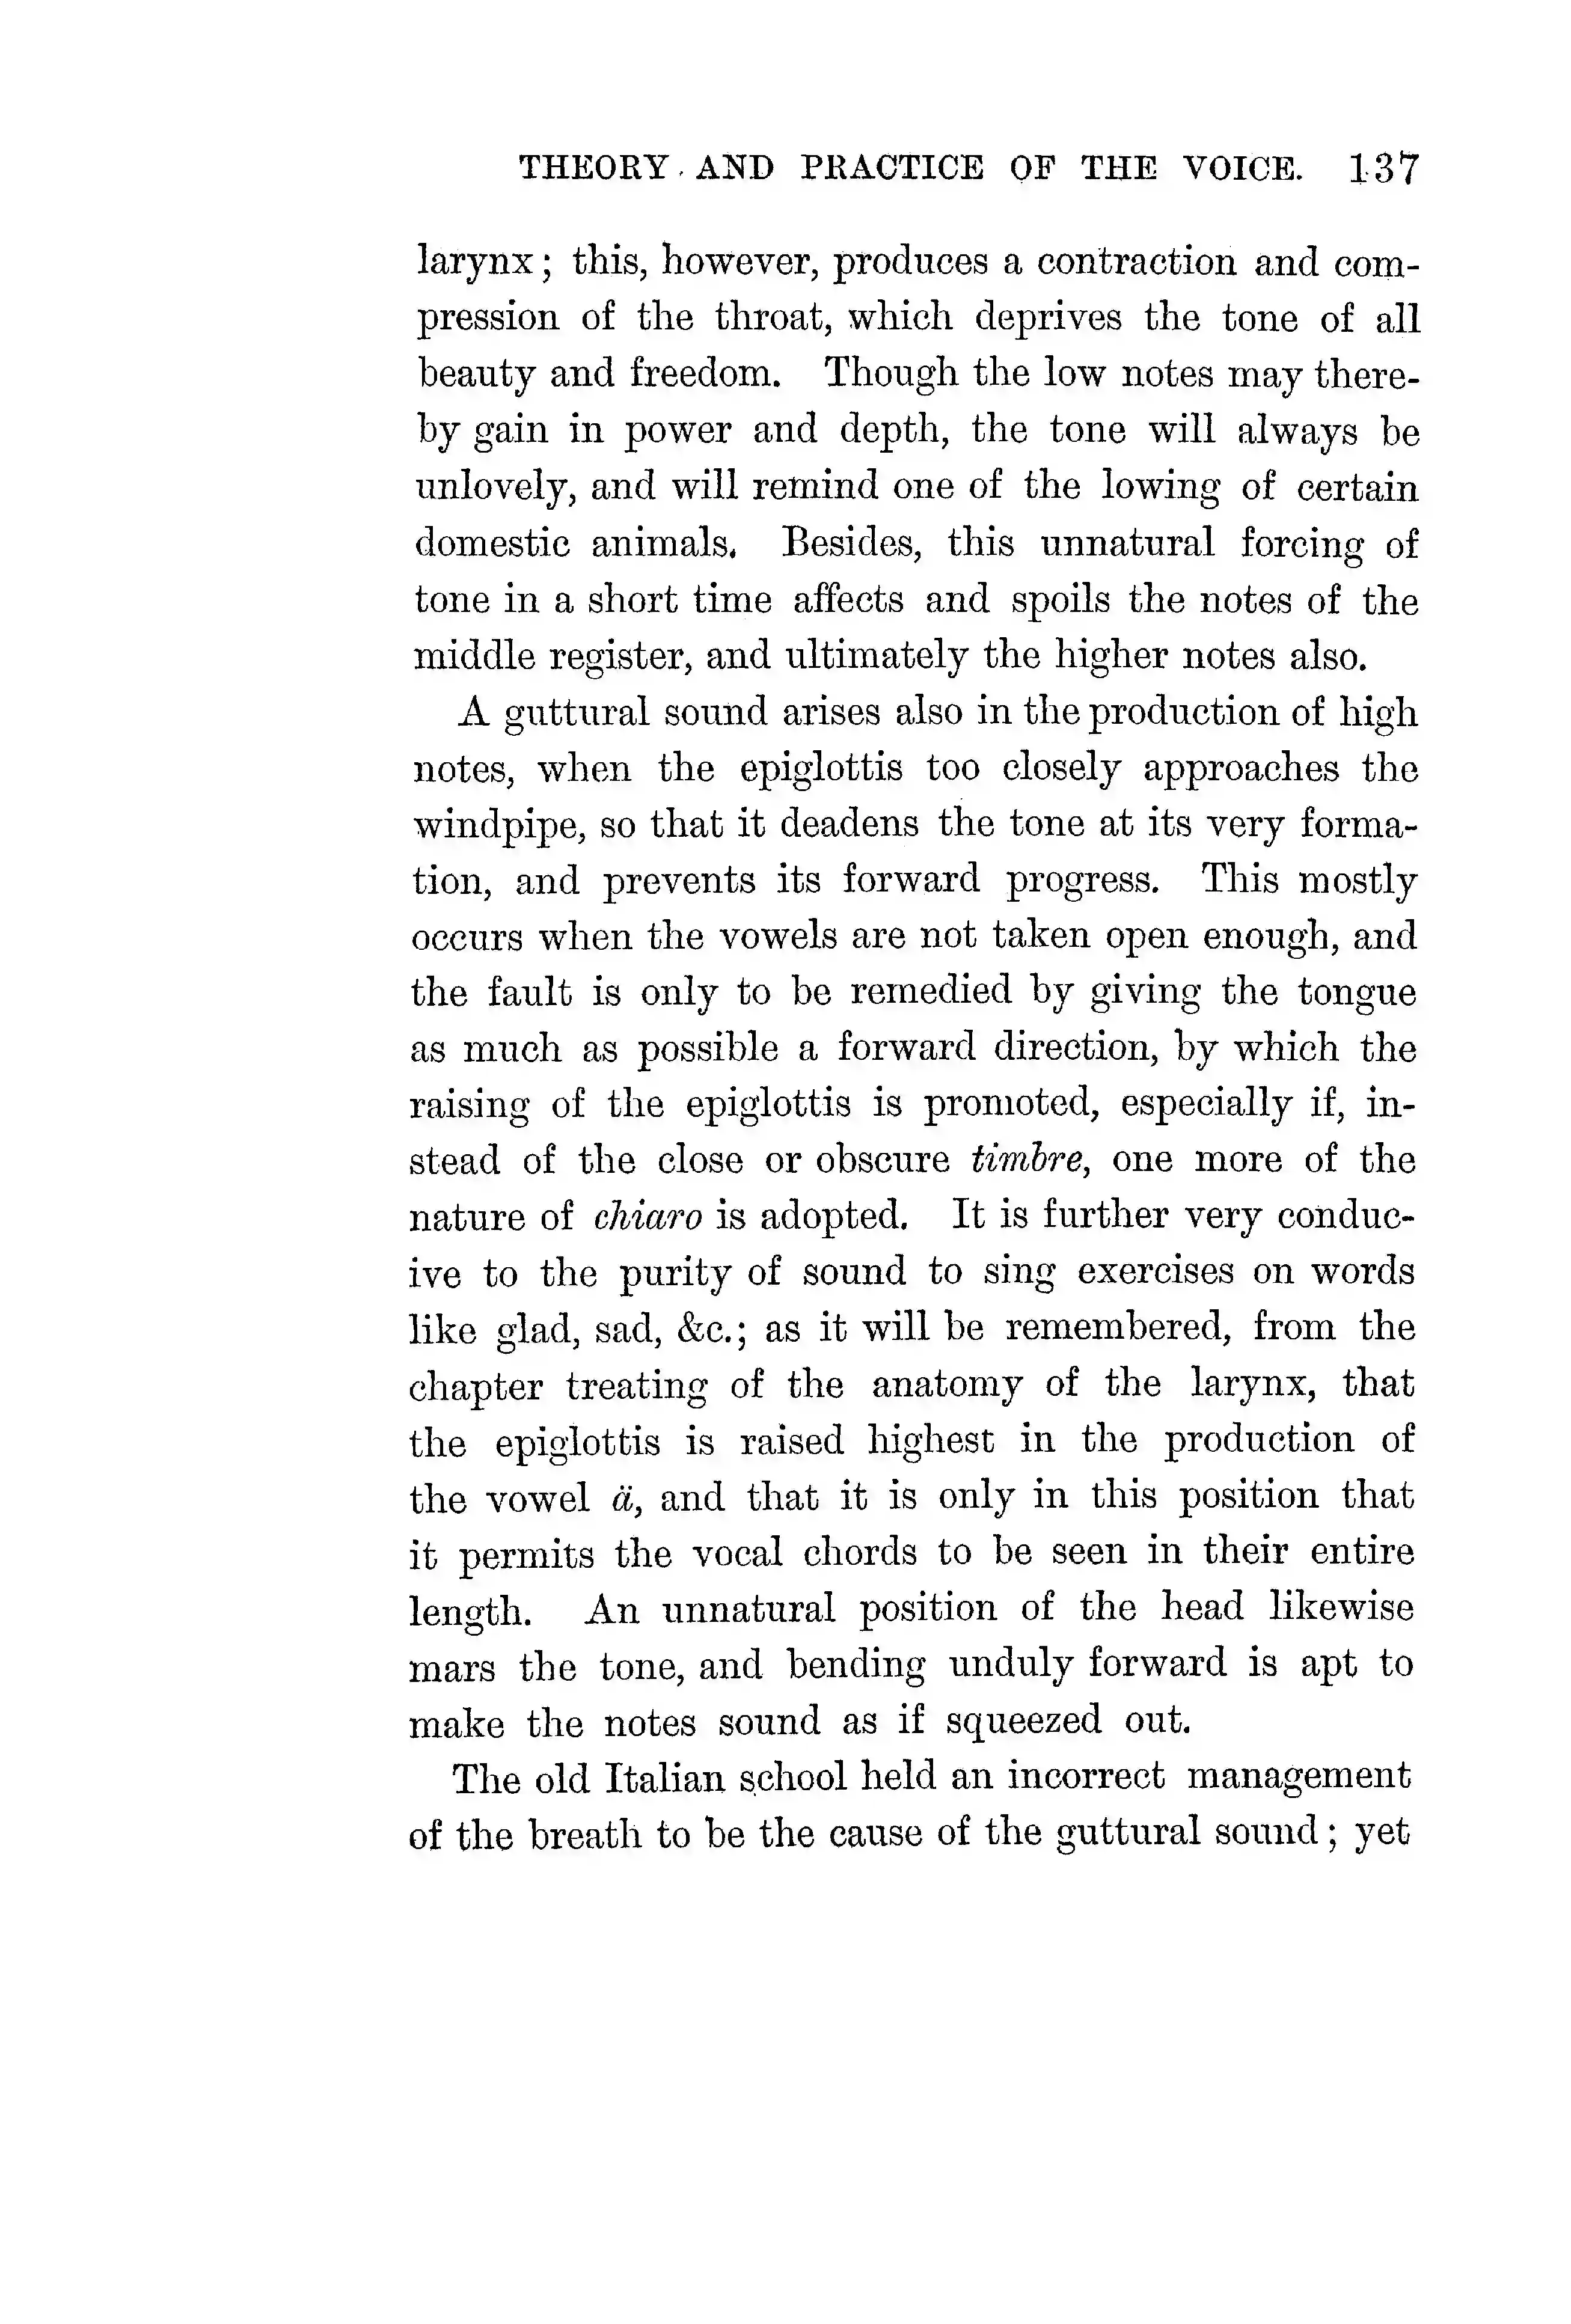 THEORY AND PRACTICE OF THE VOICE. 137
larynx; this, however, produces a contraction and com-
pression of the throat, which deprives the tone of all
beauty and freedom. Though the low notes may there-
by gain in power and depth, the tone will always be
unlovely, and will remind one of the lowing of certain
domestic animals. Besides, this unnatural forcing of
tone in a short time affects and spoils the notes of the
middle register, and ultimately the higher notes also.
A guttural sound arises also in the production of high
notes, when the epiglottis too closely approaches the
windpipe, so that it deadens the tone at its very forma-
tion, and prevents its forward progress. This mostly
occurs when the vowels are not taken open enough, and
the fault is only to be remedied by giving the tongue
as much as possible a forward direction, by which the
raising of the epiglottis is promoted, especially if, in-
stead of the close or obscure timbre, one more of the
nature of chiaro is adopted. It is further very conduc-
ive to the purity of sound to sing exercises on words
like glad, sad, &c.; as it will be remembered, from the
chapter treating of the anatomy of the larynx, that
the epiglottis is raised highest in the production of
the vowel ä, and that it is only in this position that
it permits the vocal chords to be seen in their entire
length. An unnatural position of the head likewise
mars the tone, and bending unduly forward is apt to
make the notes sound as if squeezed out.
The old Italian school held an incorrect management
of the breath to be the cause of the guttural sound; yet